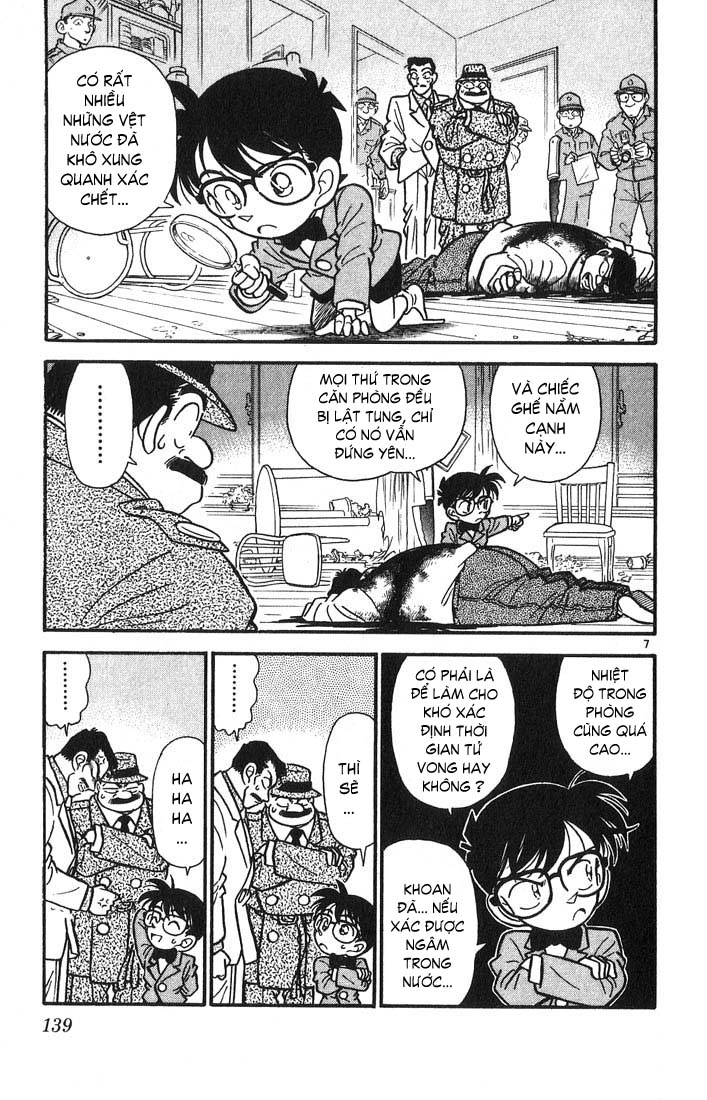 CÓ RẤT
NHIỀU
NHỮNG VỆT
NƯỚC ĐÃ
KHÔ XUNG
QUANH XÁC
CHẾT...
VÀ CHIẾC
GHẾ NẰM
CẠNH
NÀY...
MỌI THỨ TRONG
CĂN PHÒNG ĐỀU
BỊ LẬT TUNG, CHỈ
CÓ NÓ VẪN
ĐỨNG YÊN...
.........
7
NHIỆT
ĐỘ TRONG
PHÒNG
CŨNG QUÁ
CAO...
CÓ PHẢI LÀ
ĐỂ LÀM CHO
KHÓ XÁC
ĐỊNH THỜI
GIAN TỬ
VONG HAY
KHÔNG ?
KHOAN
ĐÃ... NẾU
XÁC ĐƯỢC
NGÂM
TRONG
NƯỚC...
THÌ
SẼ
...
.........
HA
HA
HA
...
.........
139